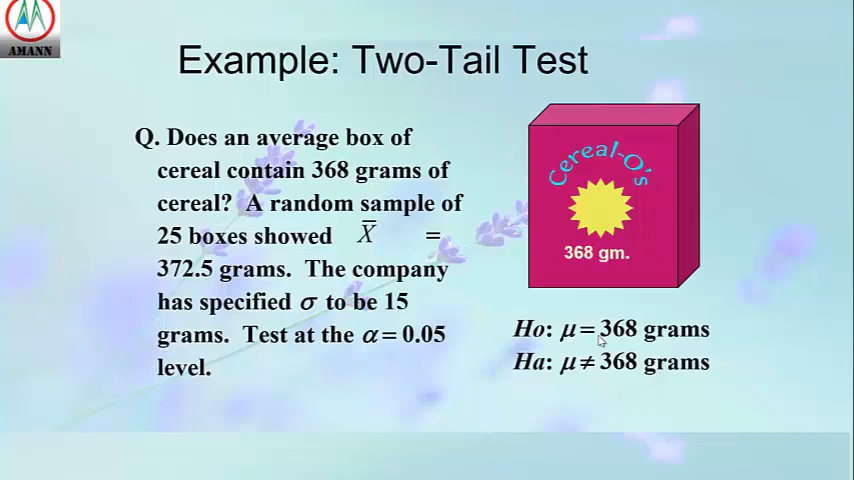 AMANN
Example: Two-Tail Test
Q. Does an average box of
cereal contain 368 grams of
cereal? A random sample of
25 boxes showed X̅ =
372.5 grams. The company
has specified σ to be 15
grams. Test at the α = 0.05
level.
Cereal-O's
368 gm.
Ho: μ = 368 grams
Ha: μ ≠ 368 grams